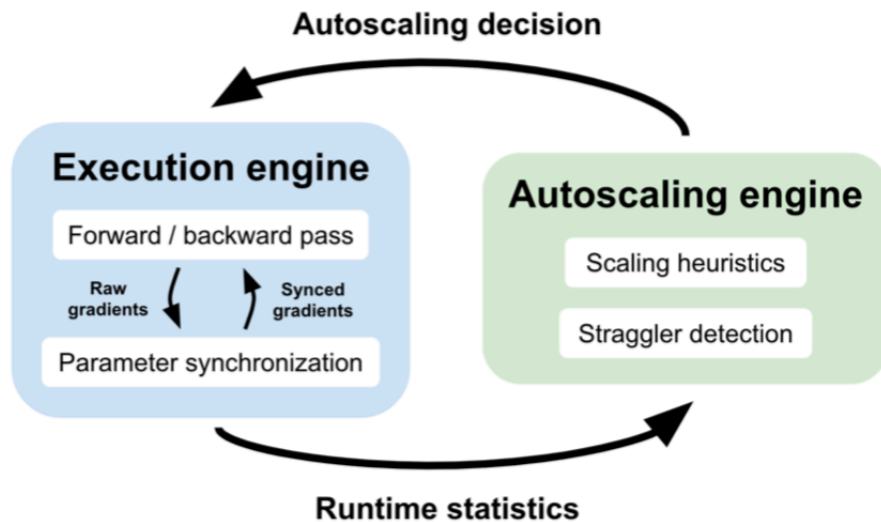 Autoscaling decision
Execution engine
Forward / backward pass
Raw
gradients
Synced
gradients
Parameter synchronization
Autoscaling engine
Scaling heuristics
Straggler detection
Runtime statistics